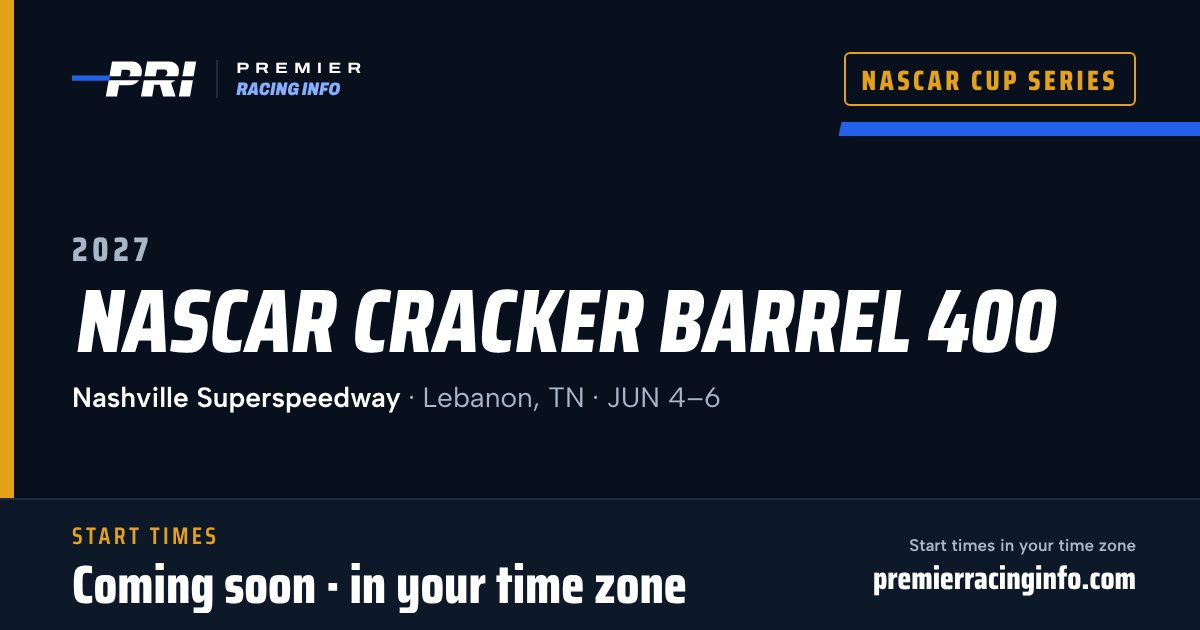 PRI PREMIER
RACING INFO
NASCAR CUP SERIES
2027
NASCAR CRACKER BARREL 400
Nashville Superspeedway · Lebanon, TN · JUN 4–6
START TIMES
Coming soon · in your time zone
Start times in your time zone
premierracinginfo.com